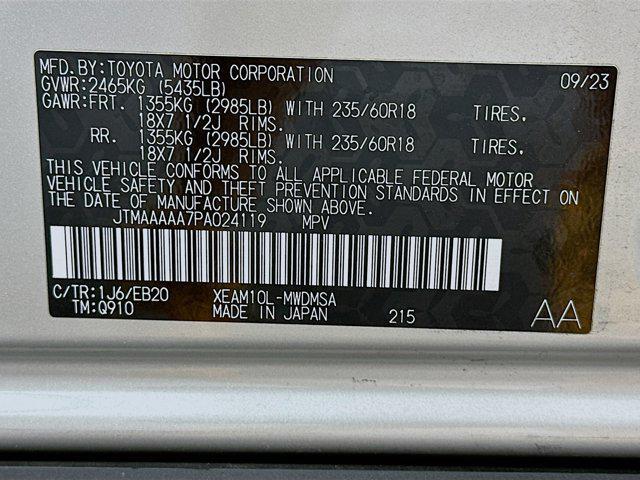 MFD.BY:TOYOTA MOTOR CORPORATION 09/23
GVWR:2465KG (5435LB)
GAWR:FRT. 1355KG (2985LB) WITH 235/60R18 TIRES.
18X7 1/2J RIMS.
RR. 1355KG (2985LB) WITH 235/60R18 TIRES.
18X7 1/2J RIMS.
THIS VEHICLE CONFORMS TO ALL APPLICABLE FEDERAL MOTOR
VEHICLE SAFETY AND THEFT PREVENTION STANDARDS IN EFFECT ON
THE DATE OF MANUFACTURE SHOWN ABOVE.
JTMAAAAA7PA024119 MPV
C/TR:1J6/EB20 XEAM10L-MWDMSA
TM:Q910 MADE IN JAPAN 215 AA